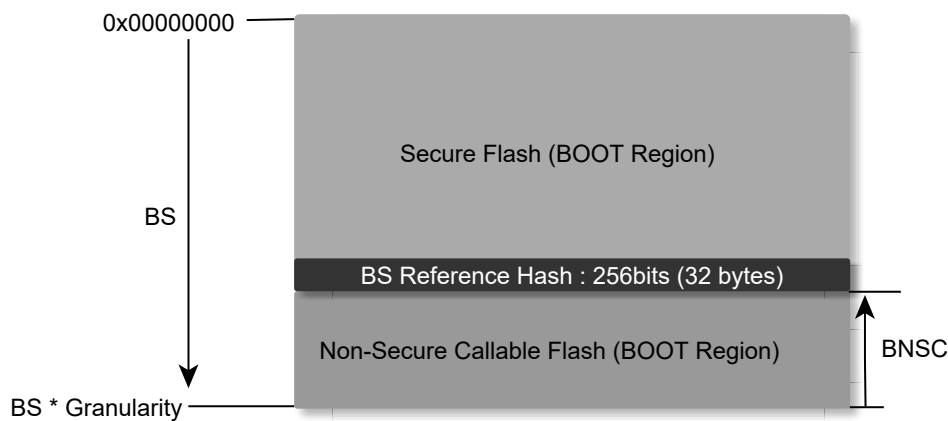 0x00000000
Secure Flash (BOOT Region)
BS
BS Reference Hash : 256bits (32 bytes)
Non-Secure Callable Flash (BOOT Region)
BNSC
BS * Granularity